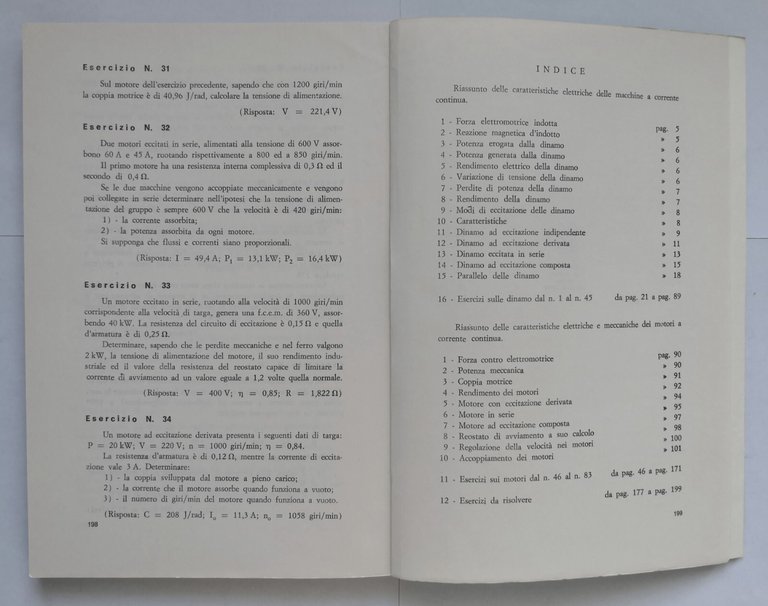 Esercizio N. 31
Sul motore dell'esercizio precedente, sapendo che con 1200 giri/min
la coppia motrice è di 40,96 J/rad, calcolare la tensione di alimentazione.
(Risposta: V = 221,4 V)
Esercizio N. 32
Due motori eccitati in serie, alimentati alla tensione di 600 V assor-
bono 60 A e 45 A, ruotando rispettivamente a 800 ed a 850 giri/min.
Il primo motore ha una resistenza interna complessiva di 0,3 Ω ed il
secondo di 0,4 Ω.
Se le due macchine vengono accoppiate meccanicamente e vengono
poi collegate in serie determinare nell'ipotesi che la tensione di alimen-
tazione del gruppo è sempre 600 V che la velocità è di 420 giri/min:
1) - la corrente assorbita;
2) - la potenza assorbita da ogni motore.
Si supponga che flussi e correnti siano proporzionali.
(Risposta: I = 49,4 A; P₁ = 13,1 kW; P₂ = 16,4 kW)
Esercizio N. 33
Un motore eccitato in serie, ruotando alla velocità di 1000 giri/min
corrispondente alla velocità di targa, genera una f.c.e.m. di 360 V, assor-
bendo 40 kW. La resistenza del circuito di eccitazione è 0,15 Ω e quella
d'armatura è di 0,25 Ω.
Determinare, sapendo che le perdite meccaniche e nel ferro valgono
2 kW, la tensione di alimentazione del motore, il suo rendimento indu-
striale ed il valore della resistenza del reostato capace di limitare la
corrente di avviamento ad un valore eguale a 1,2 volte quella normale.
(Risposta: V = 400 V; η = 0,85; R = 1,822 Ω)
Esercizio N. 34
Un motore ad eccitazione derivata presenta i seguenti dati di targa:
P = 20 kW; V = 220 V; n = 1000 giri/min; η = 0,84.
La resistenza d'armatura è di 0,12 Ω, mentre la corrente di eccita-
zione vale 3 A. Determinare:
1) - la coppia sviluppata dal motore a pieno carico;
2) - la corrente che il motore assorbe quando funziona a vuoto;
3) - il numero di giri/min del motore quando funziona a vuoto.
(Risposta: C = 208 J/rad; I₀ = 11,3 A; n₀ = 1058 giri/min)
198
INDICE
Riassunto delle caratteristiche elettriche delle macchine a corrente
continua.
1 - Forza elettromotrice indotta pag. 5
2 - Reazione magnetica d'indotto » 5
3 - Potenza erogata dalla dinamo » 6
4 - Potenza generata dalla dinamo » 6
5 - Rendimento elettrico della dinamo » 6
6 - Variazione di tensione della dinamo » 6
7 - Perdite di potenza della dinamo » 7
8 - Rendimento della dinamo » 7
9 - Modi di eccitazione delle dinamo » 8
10 - Caratteristiche » 8
11 - Dinamo ad eccitazione indipendente » 9
12 - Dinamo ad eccitazione derivata » 11
13 - Dinamo eccitata in serie » 13
14 - Dinamo ad eccitazione composta » 15
15 - Parallelo delle dinamo » 18
16 - Esercizi sulle dinamo dal n. 1 al n. 45 da pag. 21 a pag. 89
Riassunto delle caratteristiche elettriche e meccaniche dei motori a
corrente continua.
1 - Forza contro elettromotrice pag. 90
2 - Potenza meccanica » 90
3 - Coppia motrice » 91
4 - Rendimento dei motori » 92
5 - Motore con eccitazione derivata » 94
6 - Motore in serie » 95
7 - Motore ad eccitazione composta » 97
8 - Reostato di avviamento a suo calcolo » 98
9 - Regolazione della velocità nei motori » 100
10 - Accoppiamento dei motori » 101
11 - Esercizi sui motori dal n. 46 al n. 83 da pag. 46 a pag. 171
12 - Esercizi da risolvere da pag. 177 a pag. 199
199